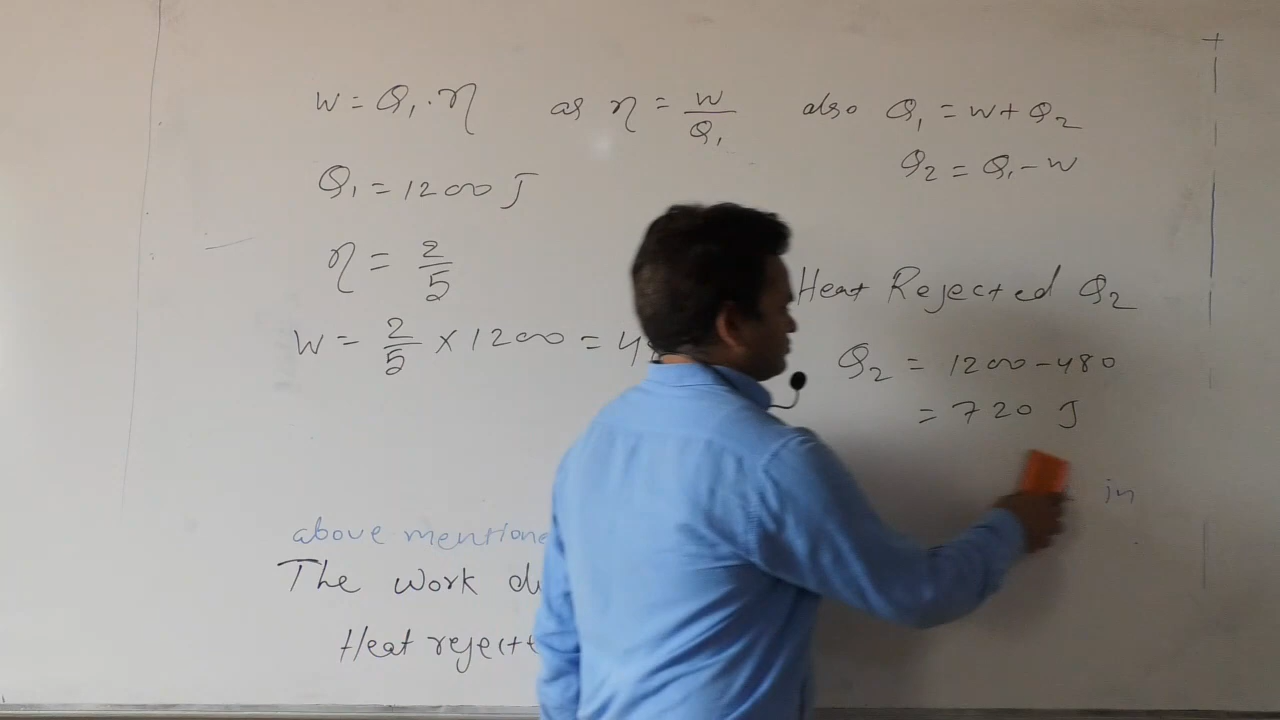 W = Q₁ · η as η = W/Q₁ also Q₁ = W + Q₂
Q₂ = Q₁ - W
Q₁ = 1200 J
η = 2/5
Heat Rejected Q₂
W = 2/5 × 1200 = 4
Q₂ = 1200 - 480
= 720 J
in
above mentione
The work d
Heat reject